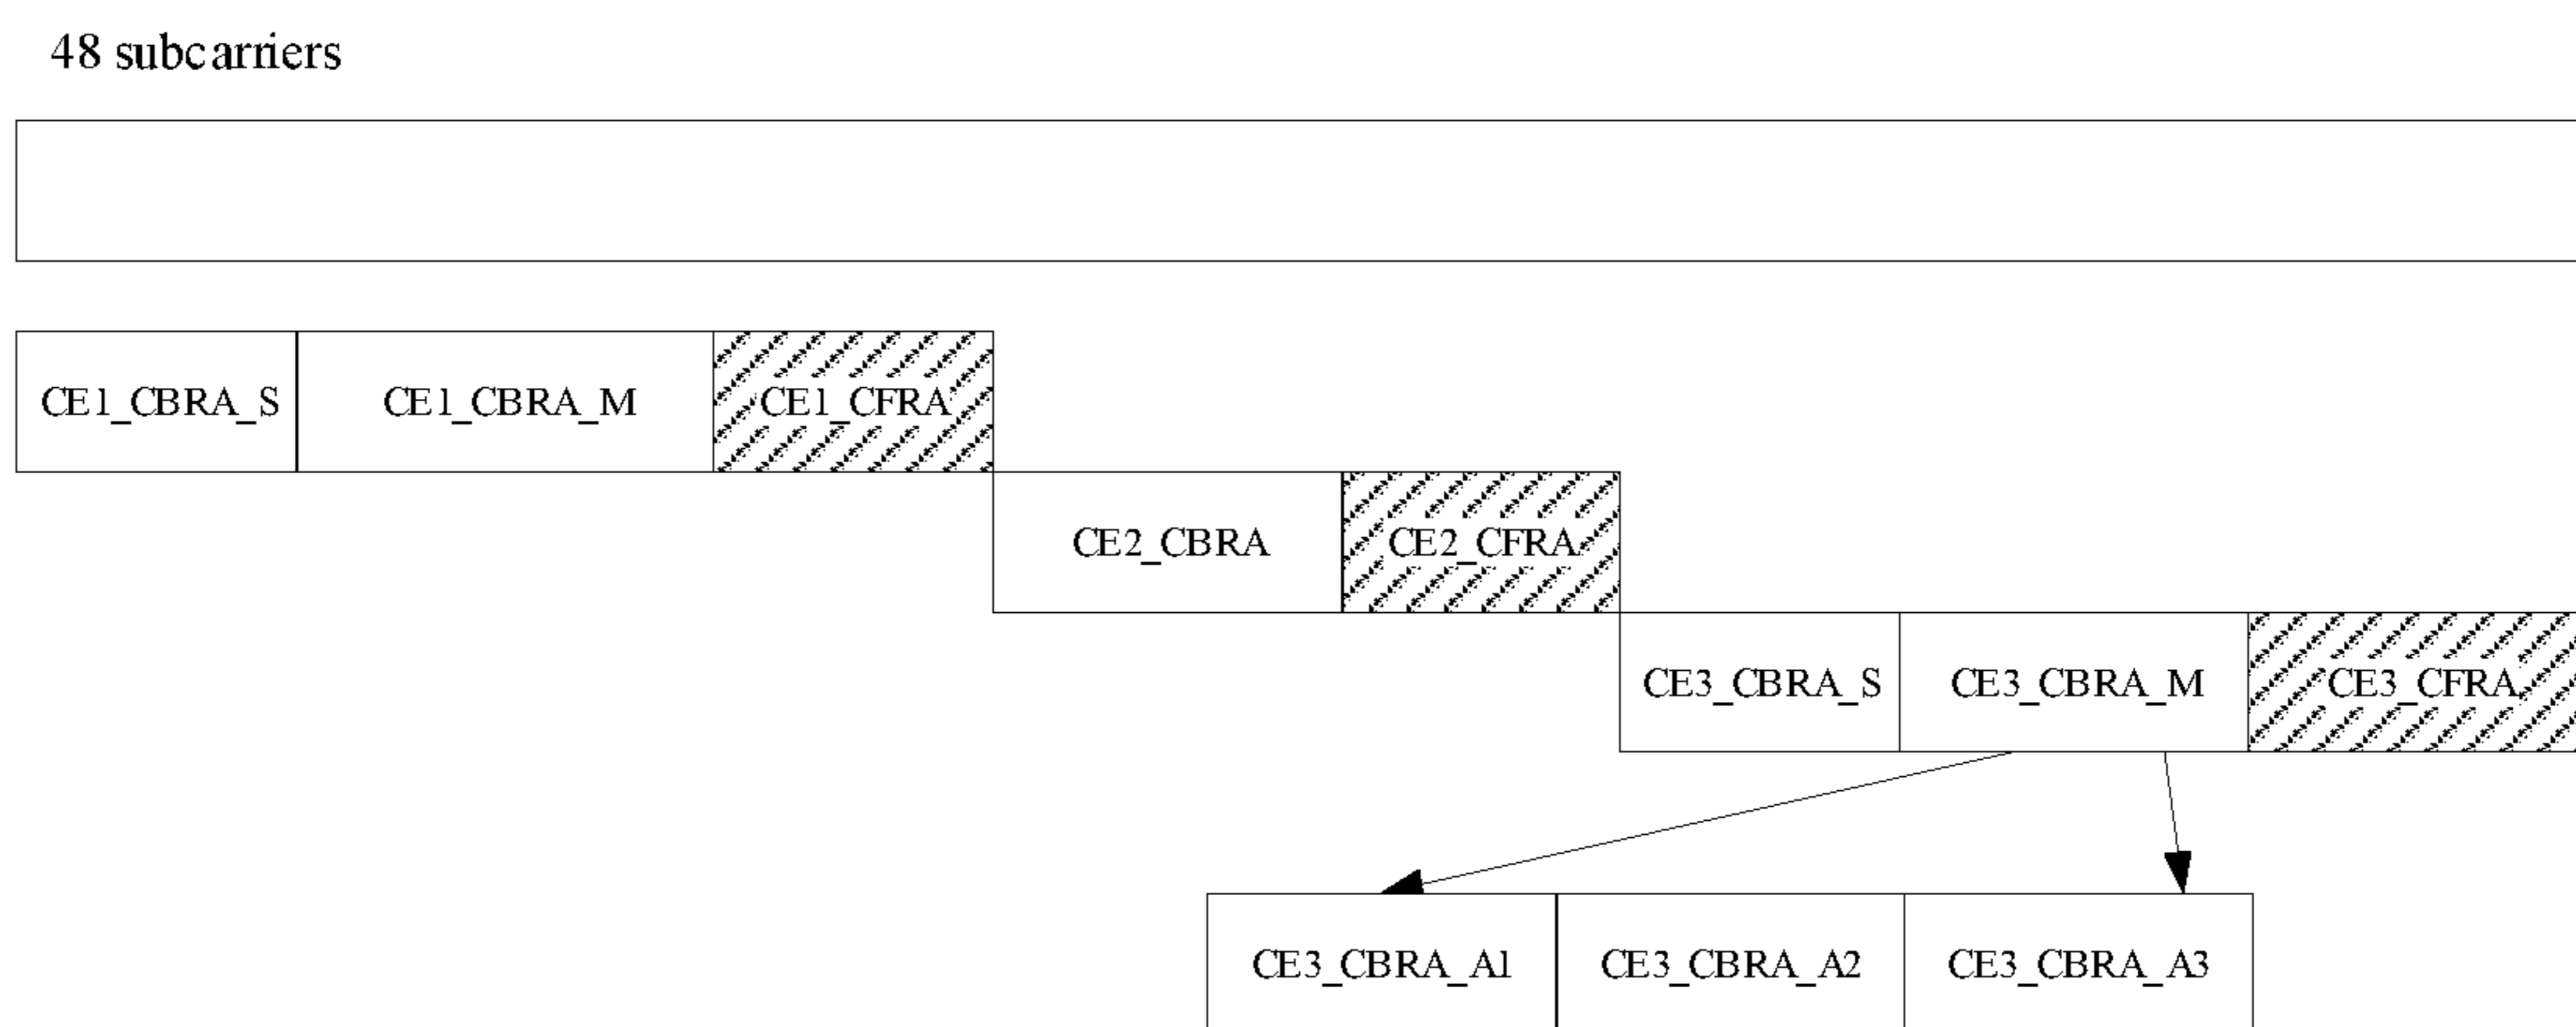 48 subcarriers
CE1_CBRA_S CE1_CBRA_M CE1_CFRA
CE2_CBRA CE2_CFRA
CE3_CBRA_S CE3_CBRA_M CE3_CFRA
CE3_CBRA_A1 CE3_CBRA_A2 CE3_CBRA_A3